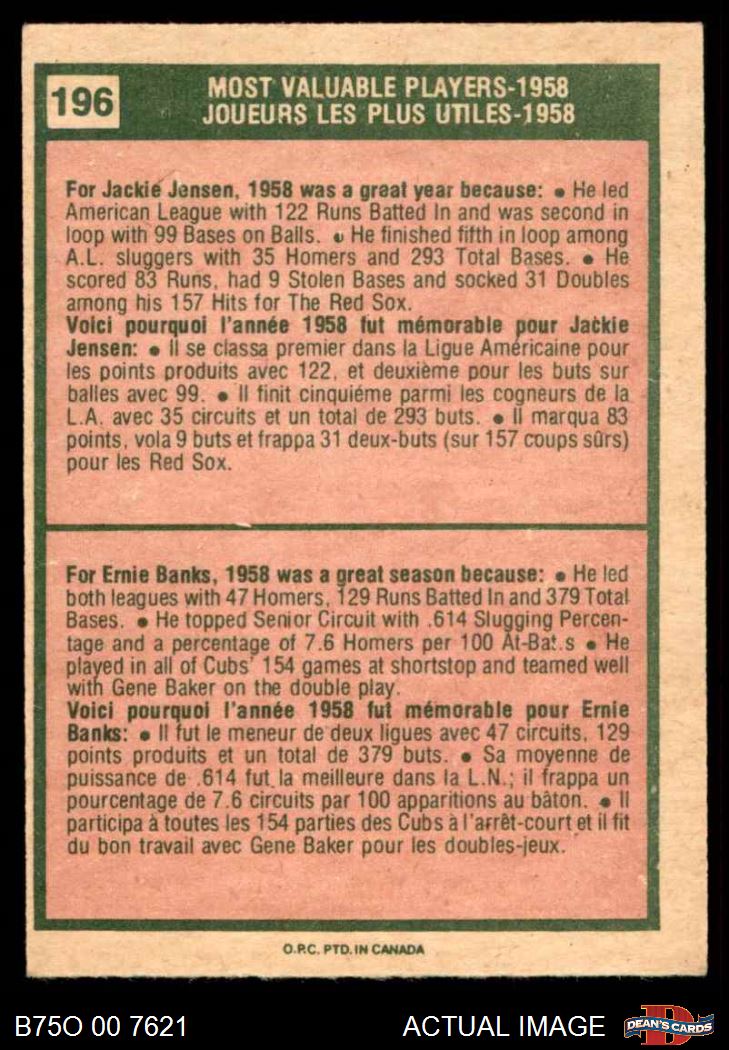 196
MOST VALUABLE PLAYERS-1958
JOUEURS LES PLUS UTILES-1958
For Jackie Jensen, 1958 was a great year because: ● He led
American League with 122 Runs Batted In and was second in
loop with 99 Bases on Balls. ● He finished fifth in loop among
A.L. sluggers with 35 Homers and 293 Total Bases. ● He
scored 83 Runs, had 9 Stolen Bases and socked 31 Doubles
among his 157 Hits for The Red Sox.
Voici pourquoi l'année 1958 fut mémorable pour Jackie
Jensen: ● Il se classa premier dans la Ligue Américaine pour
les points produits avec 122, et deuxième pour les buts sur
balles avec 99. ● Il finit cinquiéme parmi les cogneurs de la
L.A. avec 35 circuits et un total de 293 buts. ● Il marqua 83
points, vola 9 buts et frappa 31 deux-buts (sur 157 coups sûrs)
pour les Red Sox.
For Ernie Banks, 1958 was a great season because: ● He led
both leagues with 47 Homers, 129 Runs Batted In and 379 Total
Bases. ● He topped Senior Circuit with .614 Slugging Percen-
tage and a percentage of 7.6 Homers per 100 At-Bat.s ● He
played in all of Cubs' 154 games at shortstop and teamed well
with Gene Baker on the double play.
Voici pourquoi l'année 1958 fut mémorable pour Ernie
Banks: ● Il fut le meneur de deux ligues avec 47 circuits, 129
points produits et un total de 379 buts. ● Sa moyenne de
puissance de .614 fut la meilleure dans la L.N.; il frappa un
pourcentage de 7.6 circuits par 100 apparitions au bâton. ● Il
participa à toutes les 154 parties des Cubs à l'arrêt-court et il fit
du bon travail avec Gene Baker pour les doubles-jeux.
O.P.C. PTD. IN CANADA
B75O 00 7621
ACTUAL IMAGE
D
DEAN'S CARDS